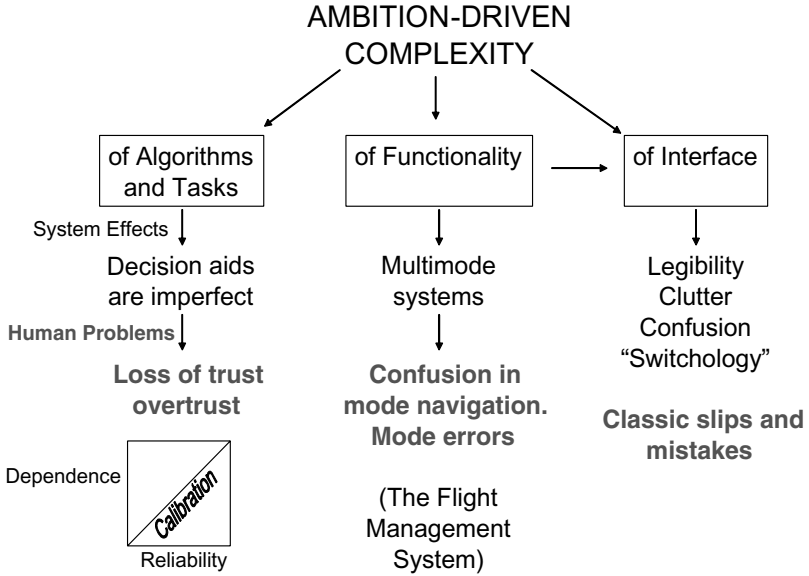 AMBITION-DRIVEN
COMPLEXITY
of Algorithms
and Tasks
of Functionality
of Interface
System Effects
Decision aids
are imperfect
Multimode
systems
Legibility
Clutter
Confusion
“Switchology”
Human Problems
Loss of trust
overtrust
Confusion in
mode navigation.
Mode errors
Classic slips and
mistakes
Dependence
Calibration
Reliability
(The Flight
Management
System)